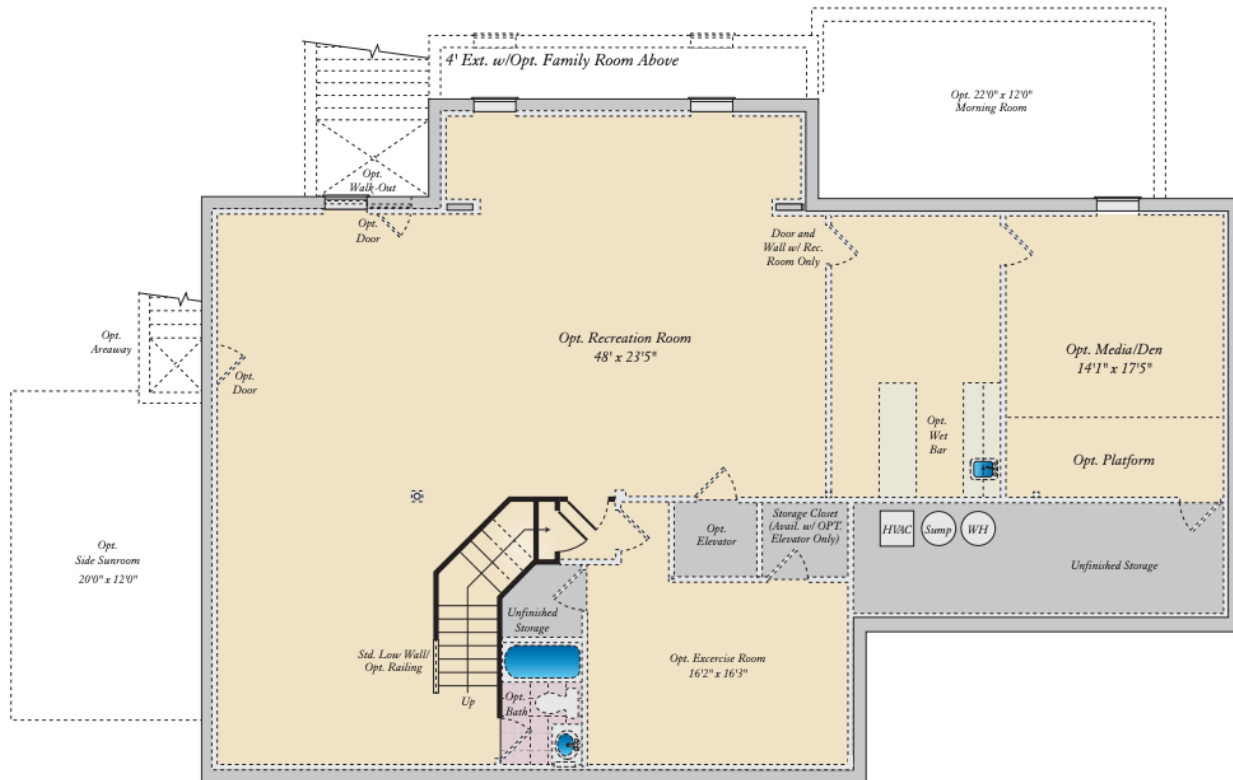 4' Ext. w/Opt. Family Room Above
Opt. 22'0" x 12'0"
Morning Room
Opt.
Walk-Out
Opt.
Door
Door and
Wall w/ Rec.
Room Only
Opt.
Areaway
Opt.
Door
Opt. Recreation Room
48' x 23'5"
Opt. Media/Den
14'1" x 17'5"
Opt.
Wet
Bar
Opt. Platform
Opt.
Side Sunroom
20'0" x 12'0"
Opt.
Elevator
Storage Closet
(Avail. w/ OPT.
Elevator Only)
HVAC
Sump
WH
Unfinished Storage
Unfinished
Storage
Std. Low Wall/
Opt. Railing
Up
Opt.
Bath
Opt. Excercise Room
16'2" x 16'3"